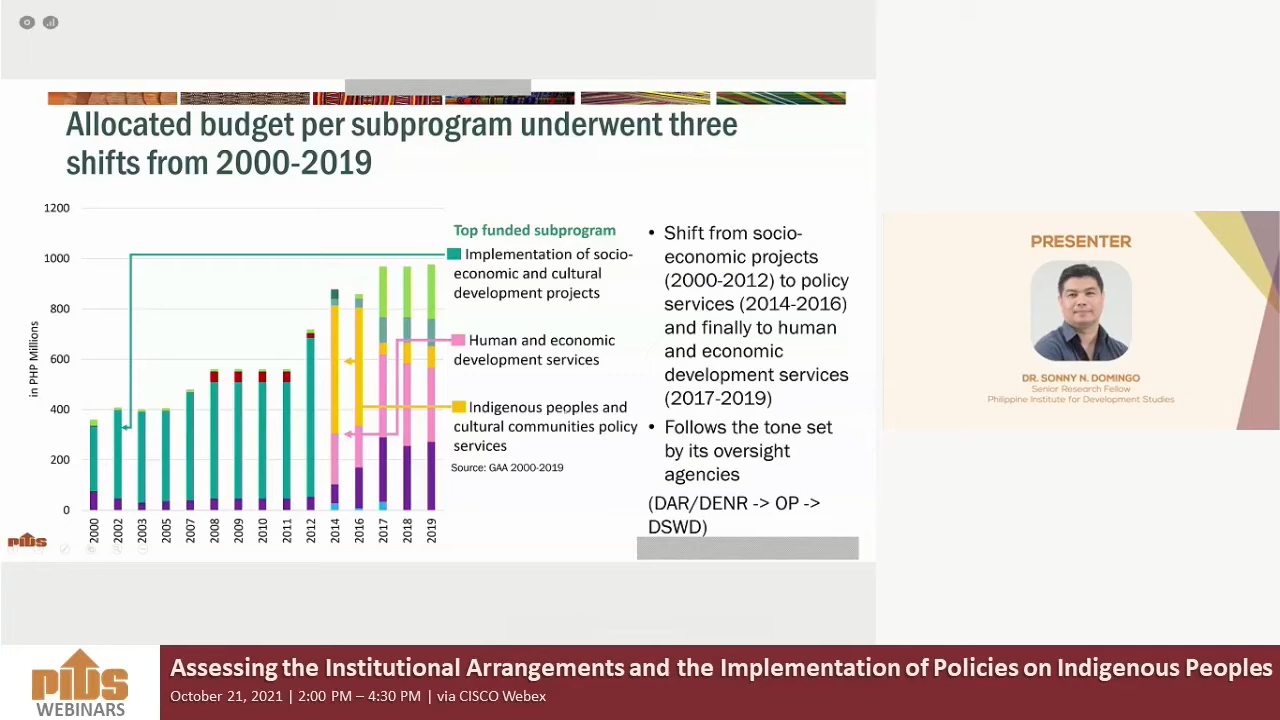 Allocated budget per subprogram underwent three
shifts from 2000-2019
1200
1000
800
600
400
200
0
in PHP Millions
2000
2002
2003
2005
2007
2008
2009
2010
2011
2012
2014
2016
2017
2018
2019
Top funded subprogram
Implementation of socio-
economic and cultural
development projects
Human and economic
development services
Indigenous peoples and
cultural communities policy
services
Source: GAA 2000-2019
• Shift from socio-
economic projects
(2000-2012) to policy
services (2014-2016)
and finally to human
and economic
development services
(2017-2019)
• Follows the tone set
by its oversight
agencies
(DAR/DENR -> OP ->
DSWD)
PIDS
PRESENTER
DR. SONNY N. DOMINGO
Senior Research Fellow
Philippine Institute for Development Studies
PIDS
WEBINARS
Assessing the Institutional Arrangements and the Implementation of Policies on Indigenous Peoples
October 21, 2021 | 2:00 PM – 4:30 PM | via CISCO Webex